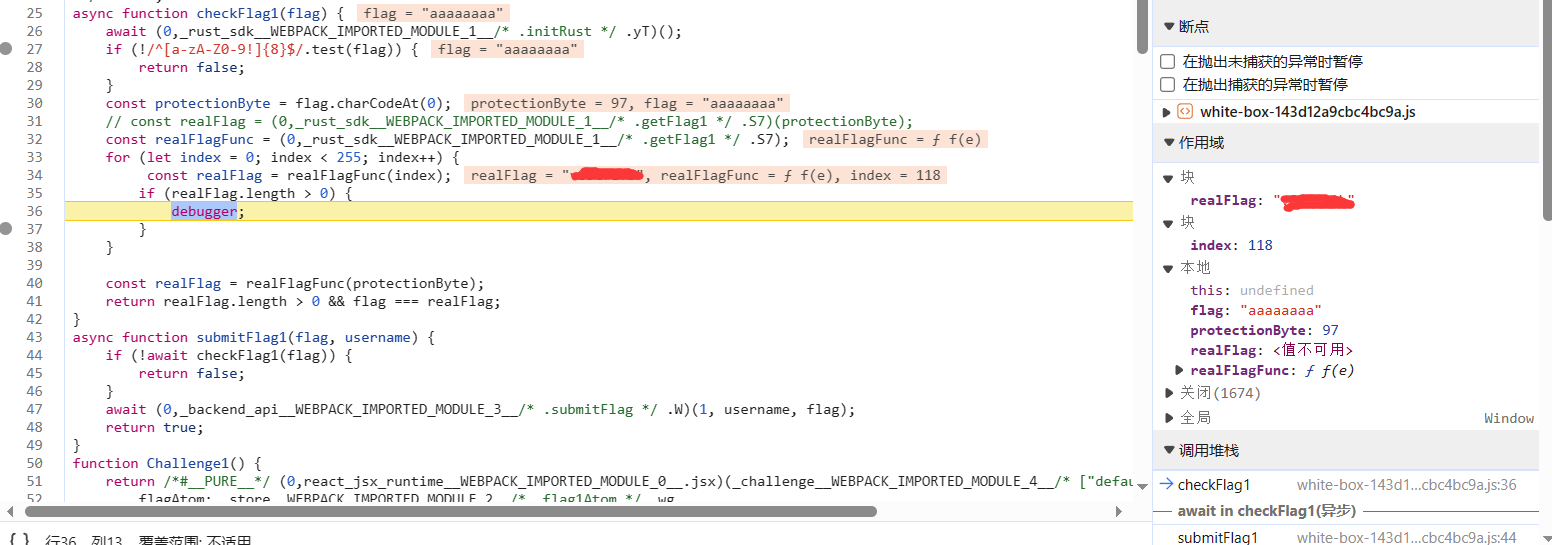 25 async function checkFlag1(flag) { flag = "aaaaaaaa"
26 await (0,_rust_sdk__WEBPACK_IMPORTED_MODULE_1__/* .initRust */ .yT)();
27 if (!/^[a-zA-Z0-9!]{8}$/.test(flag)) { flag = "aaaaaaaa"
28 return false;
29 }
30 const protectionByte = flag.charCodeAt(0); protectionByte = 97, flag = "aaaaaaaa"
31 // const realFlag = (0,_rust_sdk__WEBPACK_IMPORTED_MODULE_1__/* .getFlag1 */ .S7)(protectionByte);
32 const realFlagFunc = (0,_rust_sdk__WEBPACK_IMPORTED_MODULE_1__/* .getFlag1 */ .S7); realFlagFunc = ƒ f(e)
33 for (let index = 0; index < 255; index++) {
34 const realFlag = realFlagFunc(index); realFlag = "", realFlagFunc = ƒ f(e), index = 118
35 if (realFlag.length > 0) {
36 debugger;
37 }
38 }
39
40 const realFlag = realFlagFunc(protectionByte);
41 return realFlag.length > 0 && flag === realFlag;
42 }
43 async function submitFlag1(flag, username) {
44 if (!await checkFlag1(flag)) {
45 return false;
46 }
47 await (0,_backend_api__WEBPACK_IMPORTED_MODULE_3__/* .submitFlag */ .W)(1, username, flag);
48 return true;
49 }
50 function Challenge1() {
51 return /*#__PURE__*/ (0,react_jsx_runtime__WEBPACK_IMPORTED_MODULE_0__.jsx)(_challenge__WEBPACK_IMPORTED_MODULE_4__/* ["defau
52 flagAtom: _store__WEBPACK_IMPORTED_MODULE_2__/* .flag1Atom */ .wg
{ } 行36，列13 覆盖范围: 不适用
断点
在抛出未捕获的异常时暂停
在抛出捕获的异常时暂停
white-box-143d12a9cbc4bc9a.js
作用域
块
realFlag: ""
块
index: 118
本地
this: undefined
flag: "aaaaaaaa"
protectionByte: 97
realFlag: <值不可用>
realFlagFunc: ƒ f(e)
关闭(1674)
全局 Window
调用堆栈
checkFlag1 white-box-143d1...cbc4bc9a.js:36
await in checkFlag1(异步)
submitFlag1 white-box-143d1...cbc4bc9a.js:44